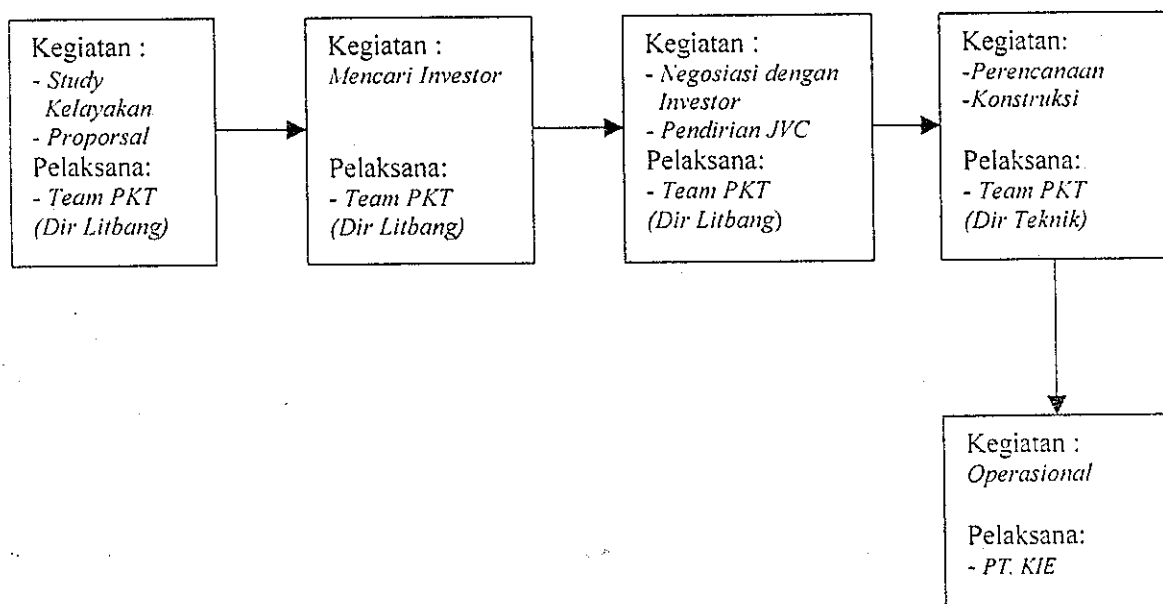 Kegiatan :
- Study
Kelayakan
- Proporsal
Pelaksana:
- Team PKT
(Dir Litbang)
Kegiatan :
Mencari Investor
Pelaksana:
- Team PKT
(Dir Litbang)
Kegiatan :
- Negosiasi dengan
Investor
- Pendirian JVC
Pelaksana:
- Team PKT
(Dir Litbang)
Kegiatan:
-Perencanaan
-Konstruksi
Pelaksana:
- Team PKT
(Dir Teknik)
Kegiatan :
Operasional
Pelaksana:
- PT. KIE